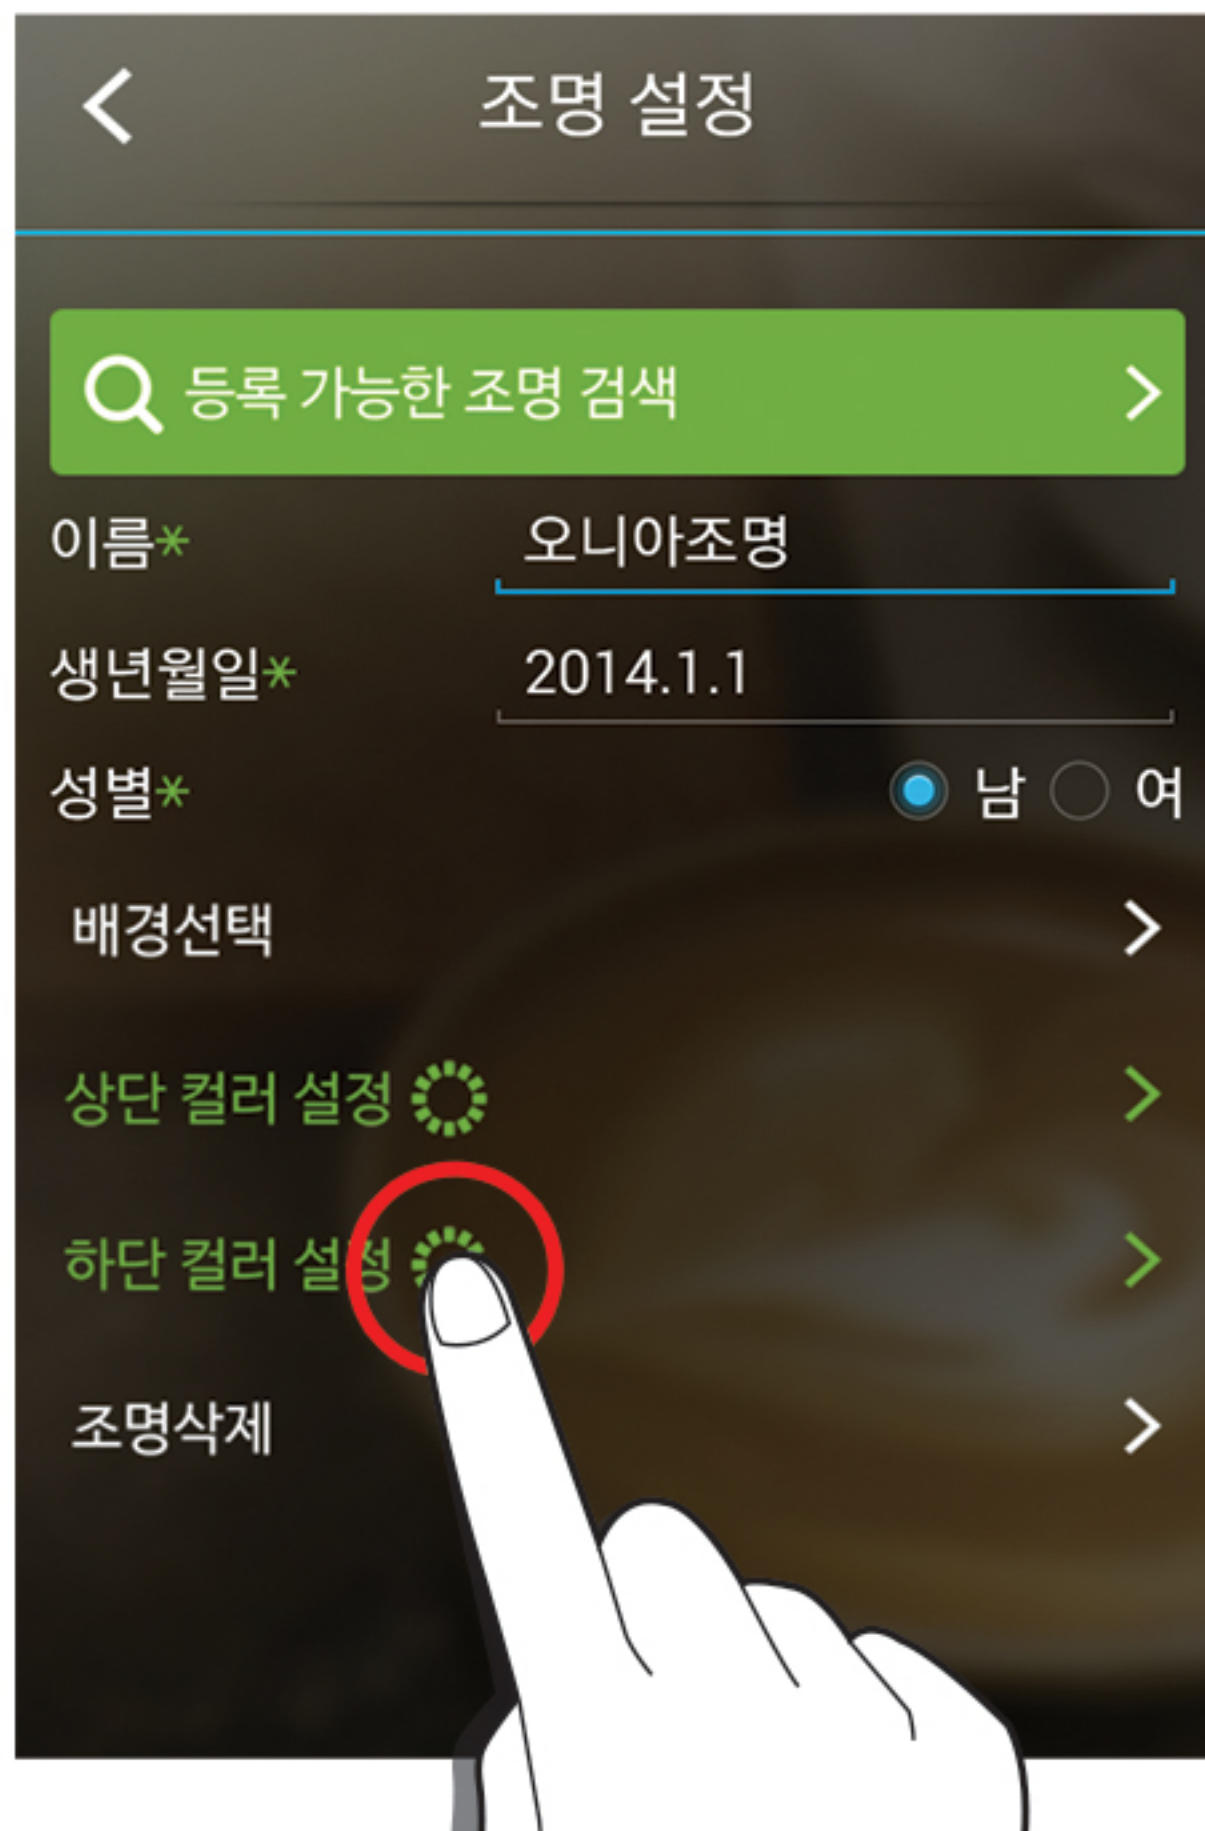 조명 설정
등록 가능한 조명 검색
이름* 오니아조명
생년월일* 2014.1.1
성별* 남 여
배경선택
상단 컬러 설정
하단 컬러 설정
조명삭제